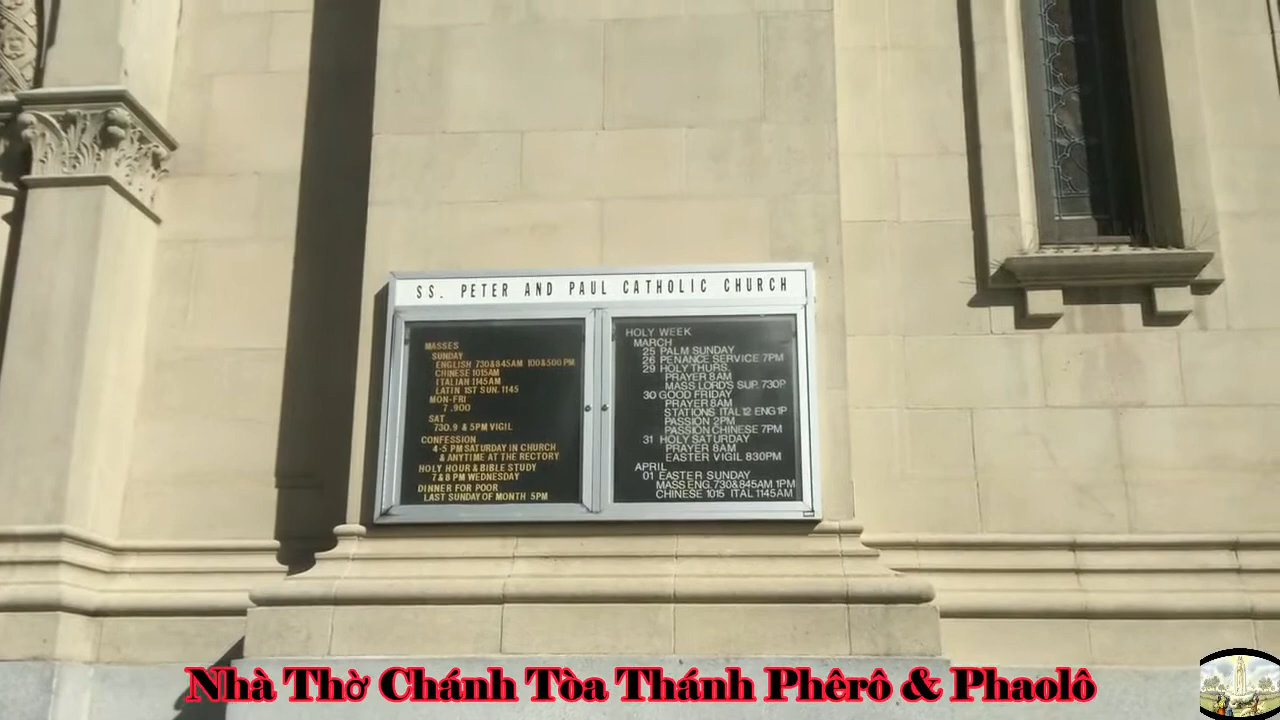 SS. PETER AND PAUL CATHOLIC CHURCH
MASSES
SUNDAY
ENGLISH 730&845AM 100&500PM
CHINESE 1015AM
ITALIAN 1145AM
LATIN 1ST SUN. 1145
MON-FRI
7 .900
SAT
730.9 & 5PM VIGIL
CONFESSION
4-5 PM SATURDAY IN CHURCH
& ANYTIME AT THE RECTORY
HOLY HOUR & BIBLE STUDY
7&8 PM WEDNESDAY
DINNER FOR POOR
LAST SUNDAY OF MONTH 5PM
HOLY WEEK
MARCH
25 PALM SUNDAY
26 PENANCE SERVICE 7PM
29 HOLY THURS.
PRAYER 8AM
MASS LORD'S SUP. 730P
30 GOOD FRIDAY
PRAYER 8AM
STATIONS ITAL 12 ENG 1P
PASSION 2PM
PASSION CHINESE 7PM
31 HOLY SATURDAY
PRAYER 8AM
EASTER VIGIL 830PM
APRIL
01 EASTER SUNDAY
MASS ENG. 730&845AM 1PM
CHINESE 1015 ITAL 1145AM
Nhà Thờ Chánh Tòa Thánh Phêrô & Phaolô